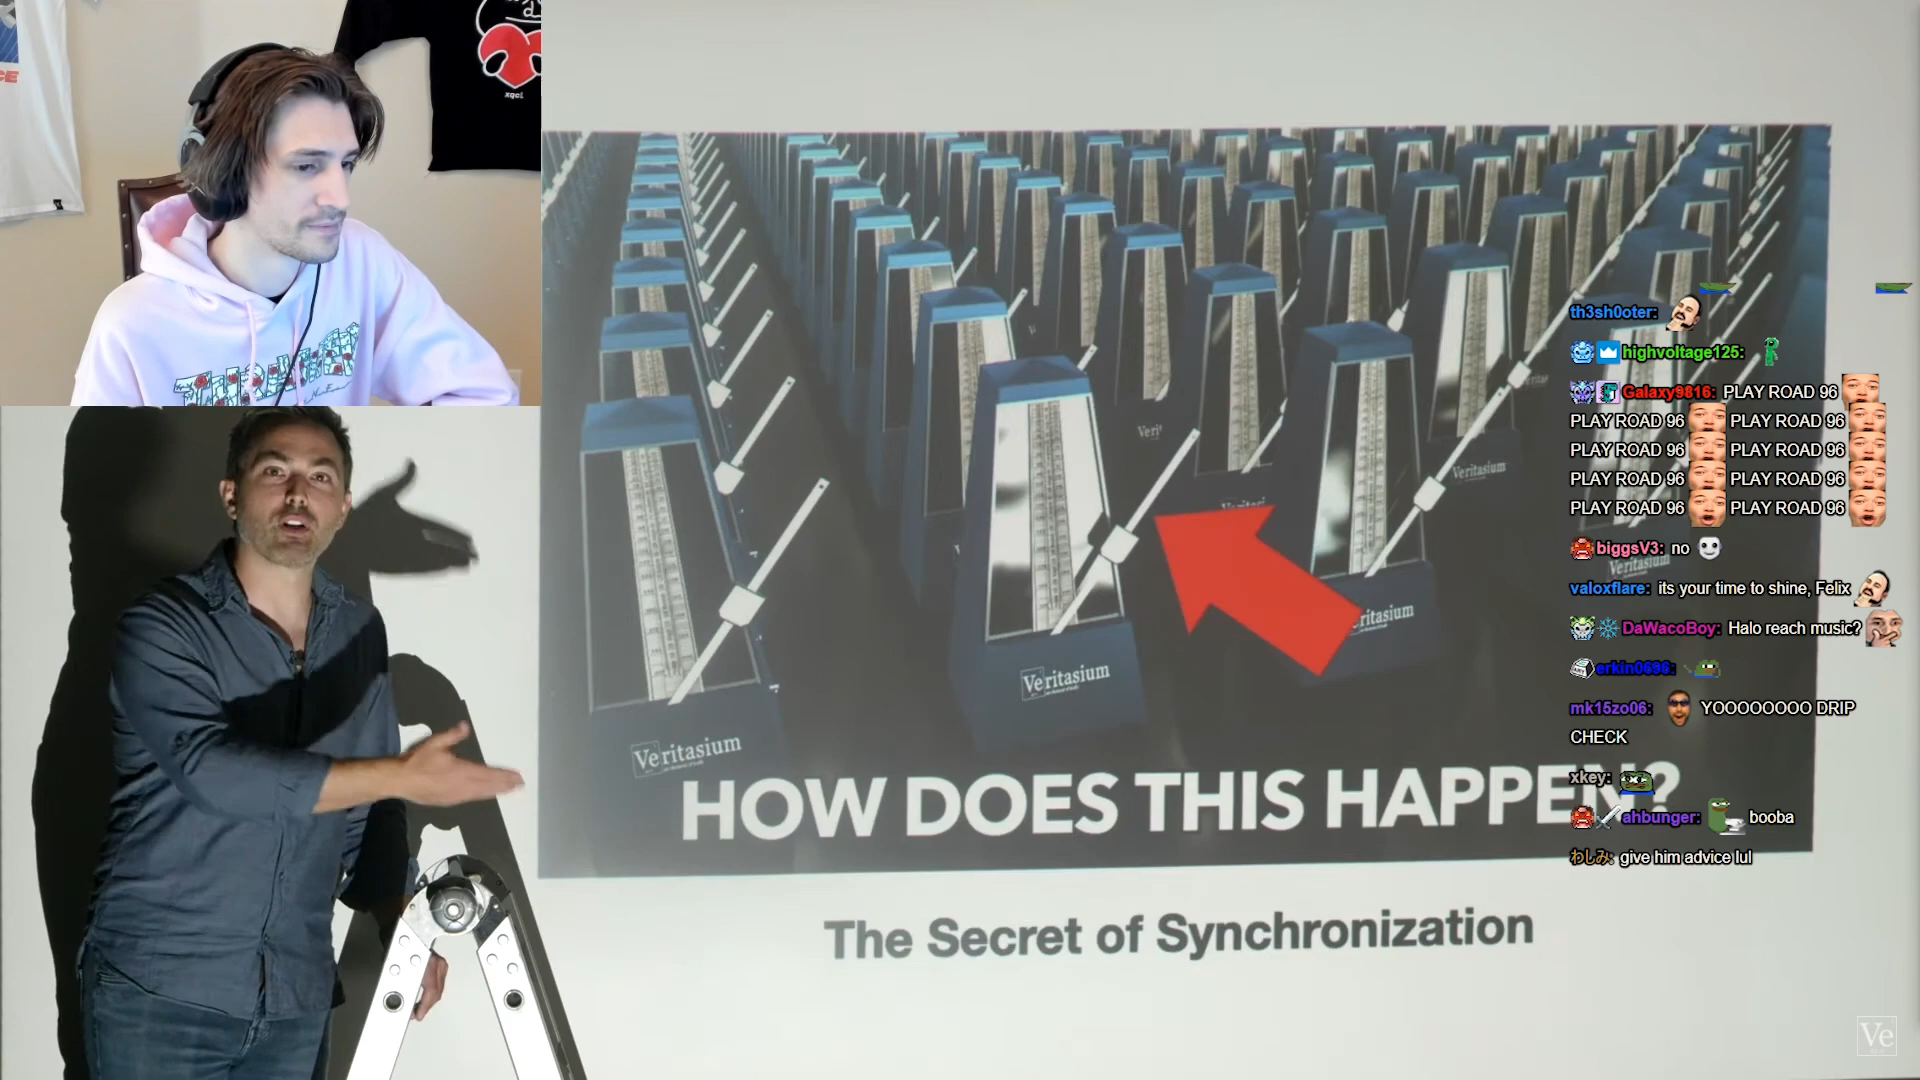 CE
xqcl
th3sh0oter:
highvoltage125:
Galaxy9816: PLAY ROAD 96
PLAY ROAD 96 PLAY ROAD 96
PLAY ROAD 96 PLAY ROAD 96
PLAY ROAD 96 PLAY ROAD 96
PLAY ROAD 96 PLAY ROAD 96
biggsV3: no
valoxflare: its your time to shine, Felix
DaWacoBoy: Halo reach music?
erkin0696:
mk15zo06: YOOOOOOOO DRIP
CHECK
xkey:
ahbunger: booba
わしみ: give him advice lul
Veritasium
Veritasium
Veritasium
Veritasium
ritasium
HOW DOES THIS HAPPEN?
The Secret of Synchronization
Ve